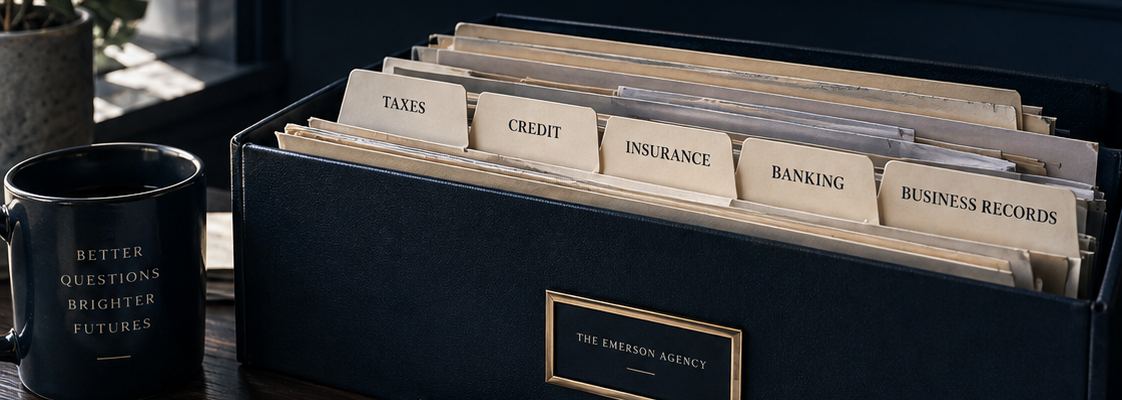 TAXES
CREDIT
INSURANCE
BANKING
BUSINESS RECORDS
BETTER
QUESTIONS
BRIGHTER
FUTURES
THE EMERSON AGENCY